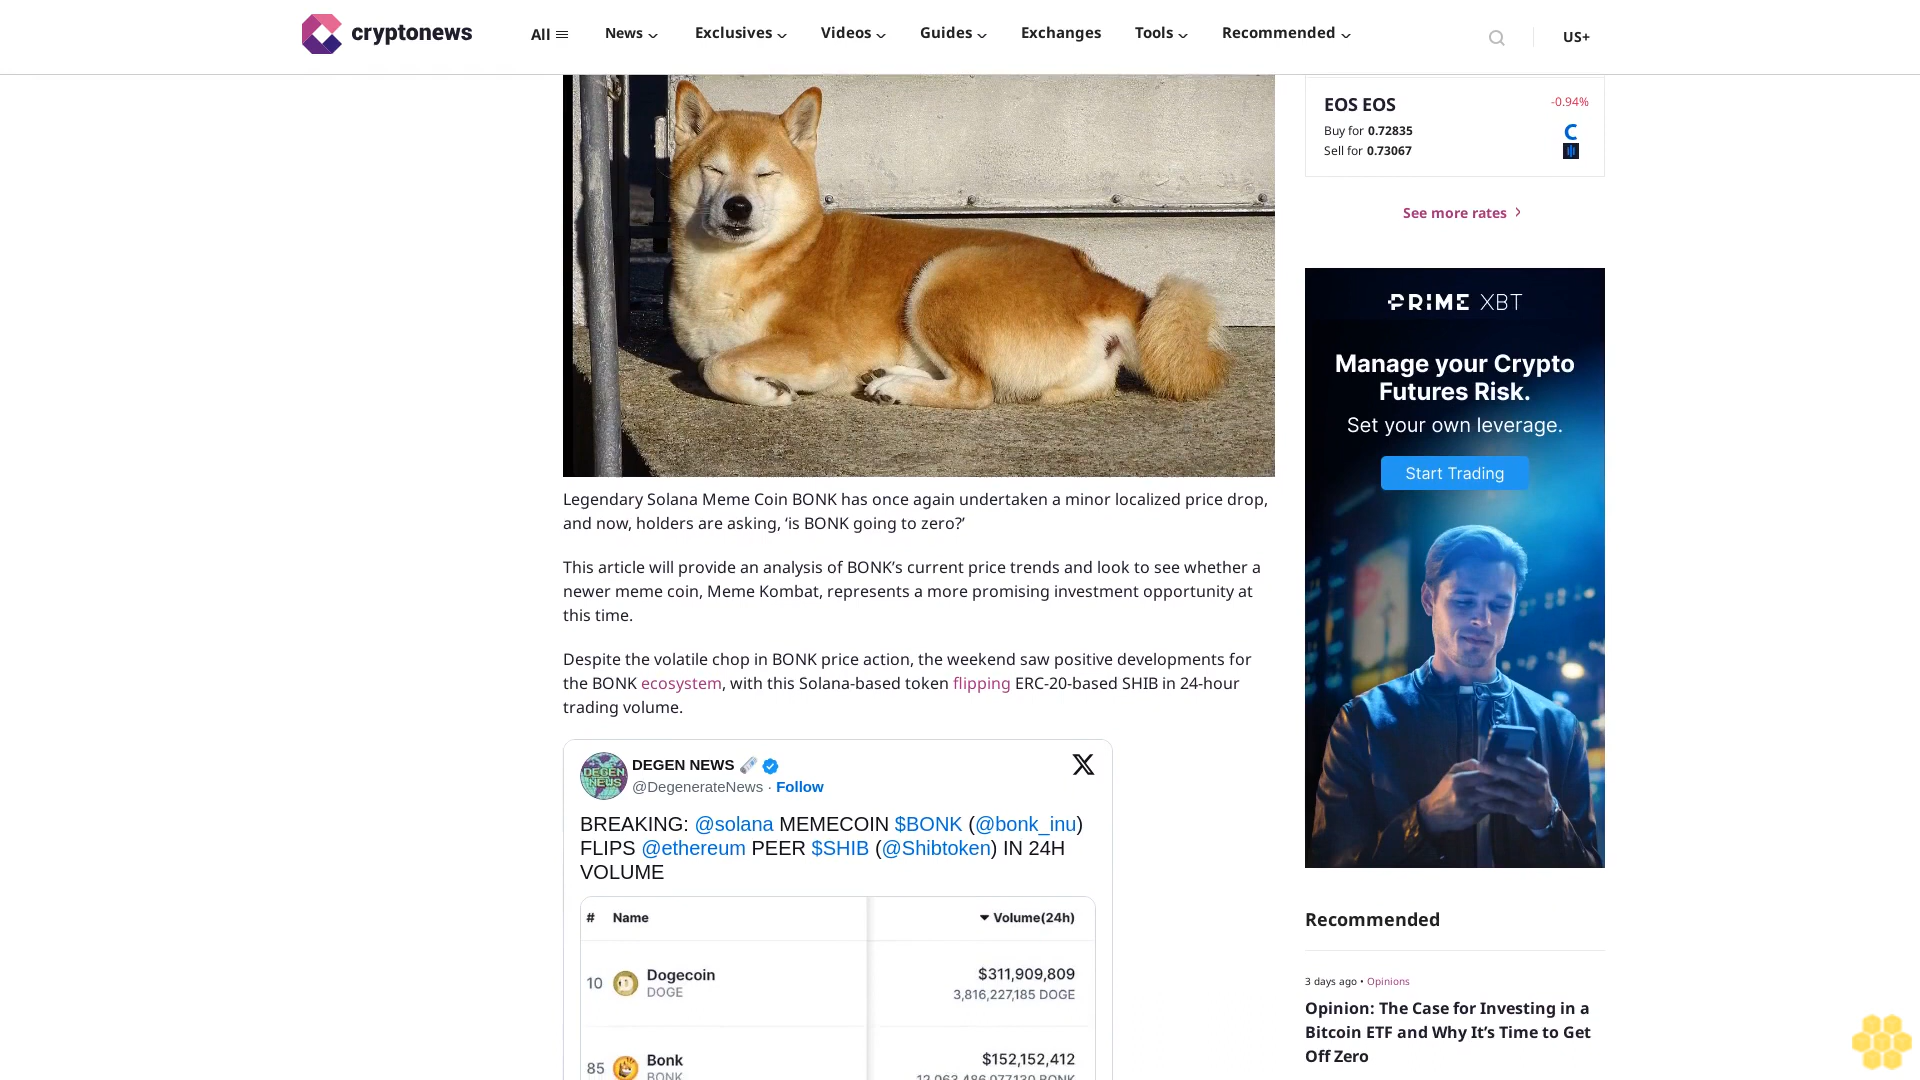 cryptonews
All
News
Exclusives
Videos
Guides
Exchanges
Tools
Recommended
US+
Legendary Solana Meme Coin BONK has once again undertaken a minor localized price drop,
and now, holders are asking, ‘is BONK going to zero?’
This article will provide an analysis of BONK’s current price trends and look to see whether a
newer meme coin, Meme Kombat, represents a more promising investment opportunity at
this time.
Despite the volatile chop in BONK price action, the weekend saw positive developments for
the BONK ecosystem, with this Solana-based token flipping ERC-20-based SHIB in 24-hour
trading volume.
DEGEN NEWS
DEGEN NEWS
@DegenerateNews · Follow
BREAKING: @solana MEMECOIN $BONK (@bonk_inu)
FLIPS @ethereum PEER $SHIB (@Shibtoken) IN 24H
VOLUME
# Name Volume(24h)
10 Dogecoin $311,909,809
DOGE 3,816,227,185 DOGE
85 Bonk $152,152,412
BONK 12,063,486,077,130 BONK
EOS EOS -0.94%
Buy for 0.72835
Sell for 0.73067
See more rates
PRIME XBT
Manage your Crypto
Futures Risk.
Set your own leverage.
Start Trading
Recommended
3 days ago • Opinions
Opinion: The Case for Investing in a
Bitcoin ETF and Why It’s Time to Get
Off Zero